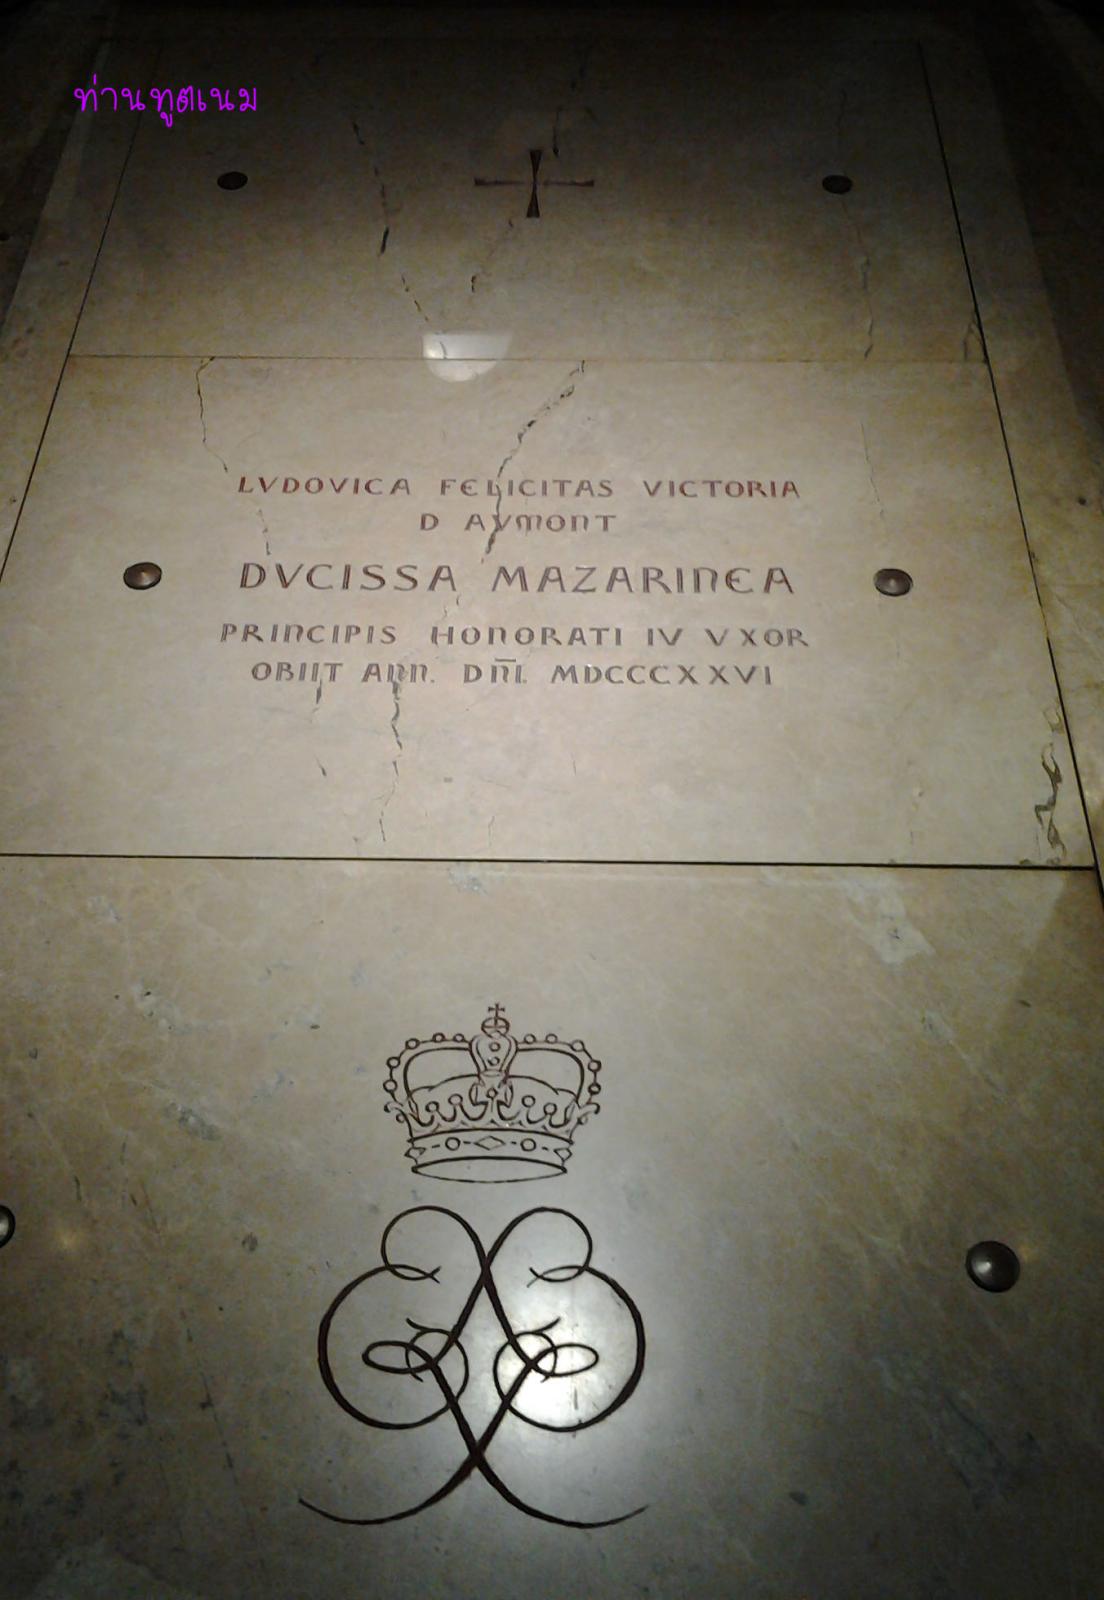 ท่านทูตเนม
LVDOVICA FELICITAS VICTORIA
D AVMONT
DVCISSA MAZARINEA
PRINCIPIS HONORATI IV VXOR
OBIIT ANN. DN̅I. MDCCCXXVI